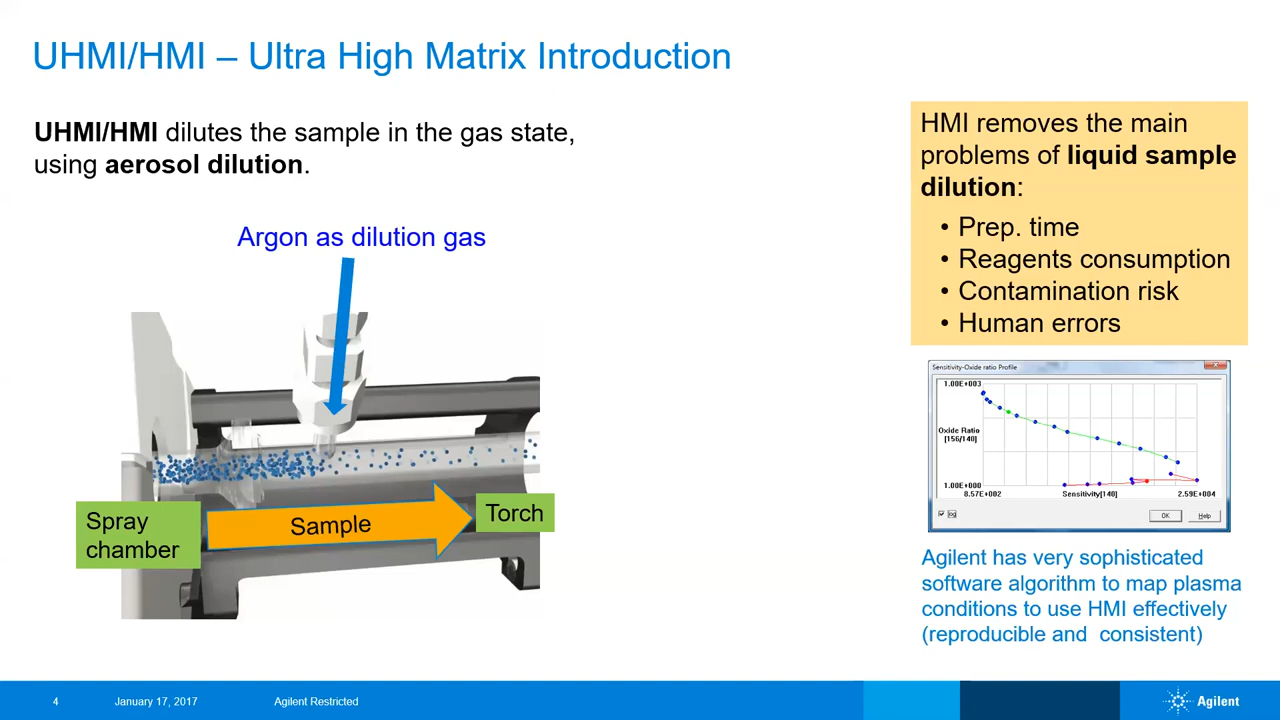 UHMI/HMI – Ultra High Matrix Introduction
UHMI/HMI dilutes the sample in the gas state,
using aerosol dilution.
Argon as dilution gas
Spray
chamber
Sample
Torch
HMI removes the main
problems of liquid sample
dilution:
• Prep. time
• Reagents consumption
• Contamination risk
• Human errors
Sensitivity-Oxide ratio Profile
1.00E+003
Oxide Ratio
[156/140]
1.00E+000
8.57E+002
Sensitivity[140]
2.59E+004
log
OK
Help
Agilent has very sophisticated
software algorithm to map plasma
conditions to use HMI effectively
(reproducible and consistent)
4
January 17, 2017
Agilent Restricted
Agilent